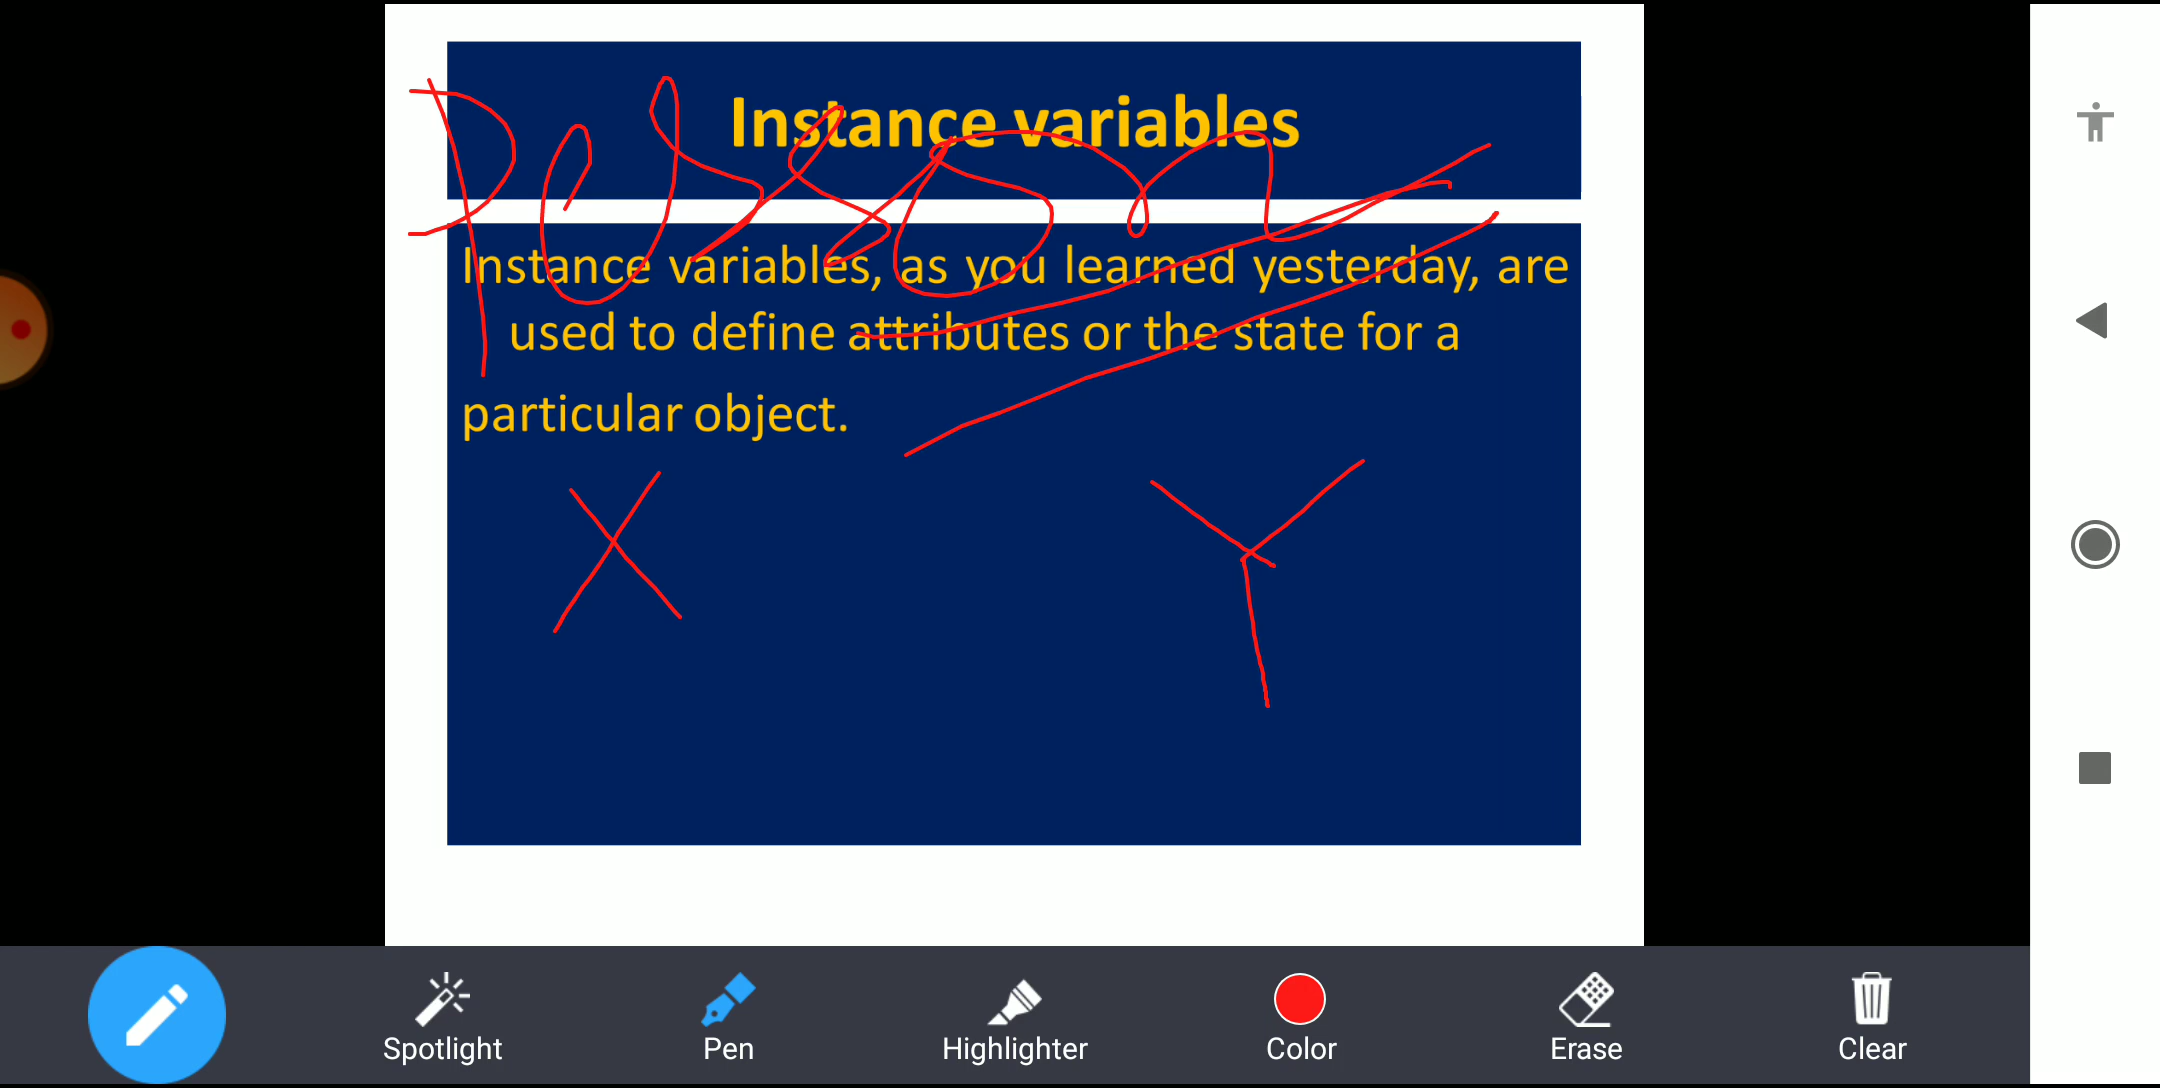 Instance variables
Person
Instance variables, as you learned yesterday, are
used to define attributes or the state for a
particular object.
X Y
Spotlight Pen Highlighter Color Erase Clear